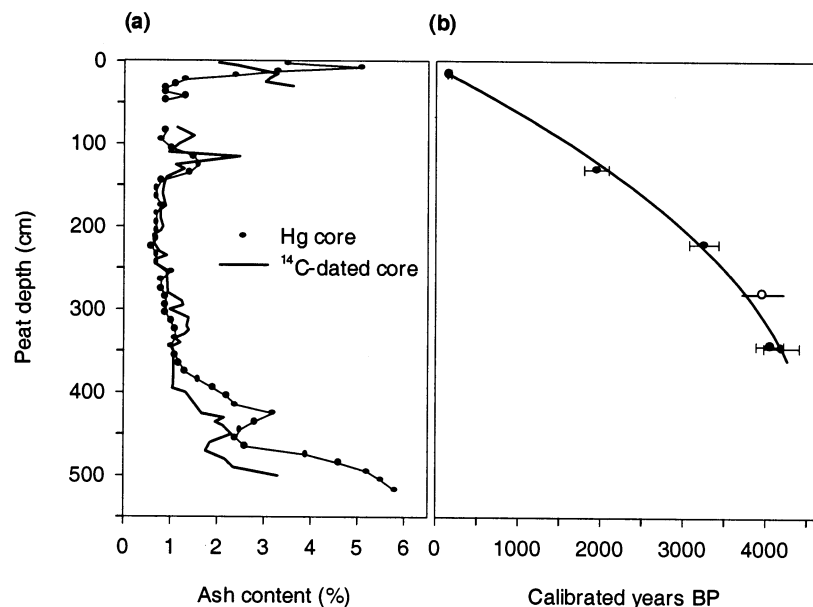 (a)
(b)
0
100
200
300
400
500
Peat depth (cm)
Hg core
¹⁴C-dated core
0 1 2 3 4 5 6
0 1000 2000 3000 4000
Ash content (%)
Calibrated years BP